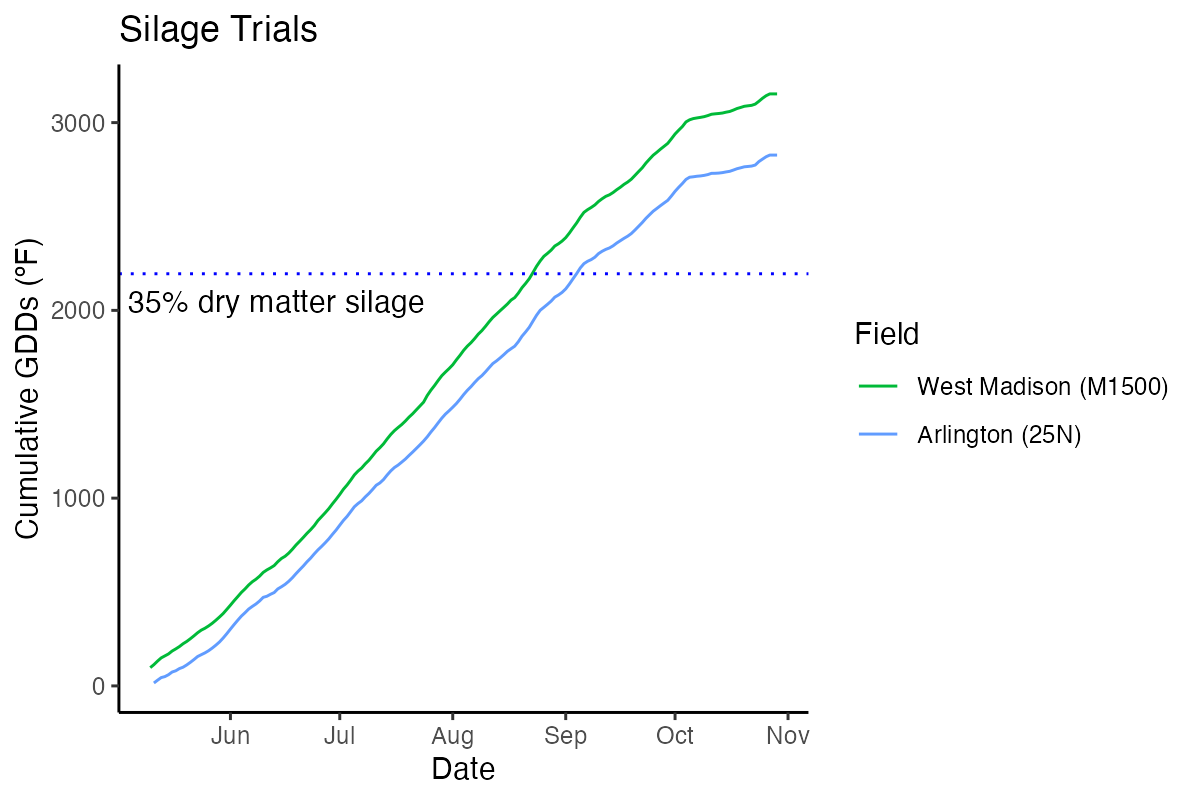 Silage Trials
Cumulative GDDs (°F)
3000
2000
1000
0
35% dry matter silage
Jun Jul Aug Sep Oct Nov
Date
Field
West Madison (M1500)
Arlington (25N)